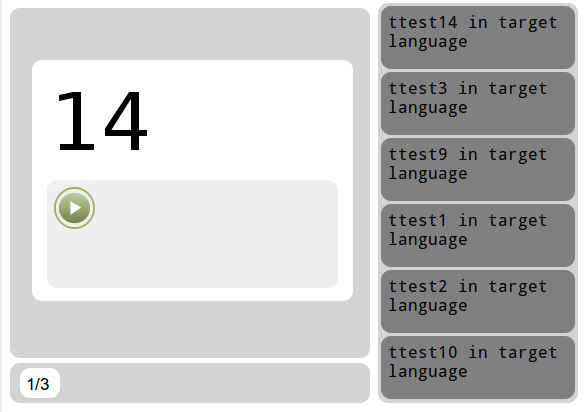 14
1/3
ttest14 in target
language
ttest3 in target
language
ttest9 in target
language
ttest1 in target
language
ttest2 in target
language
ttest10 in target
language